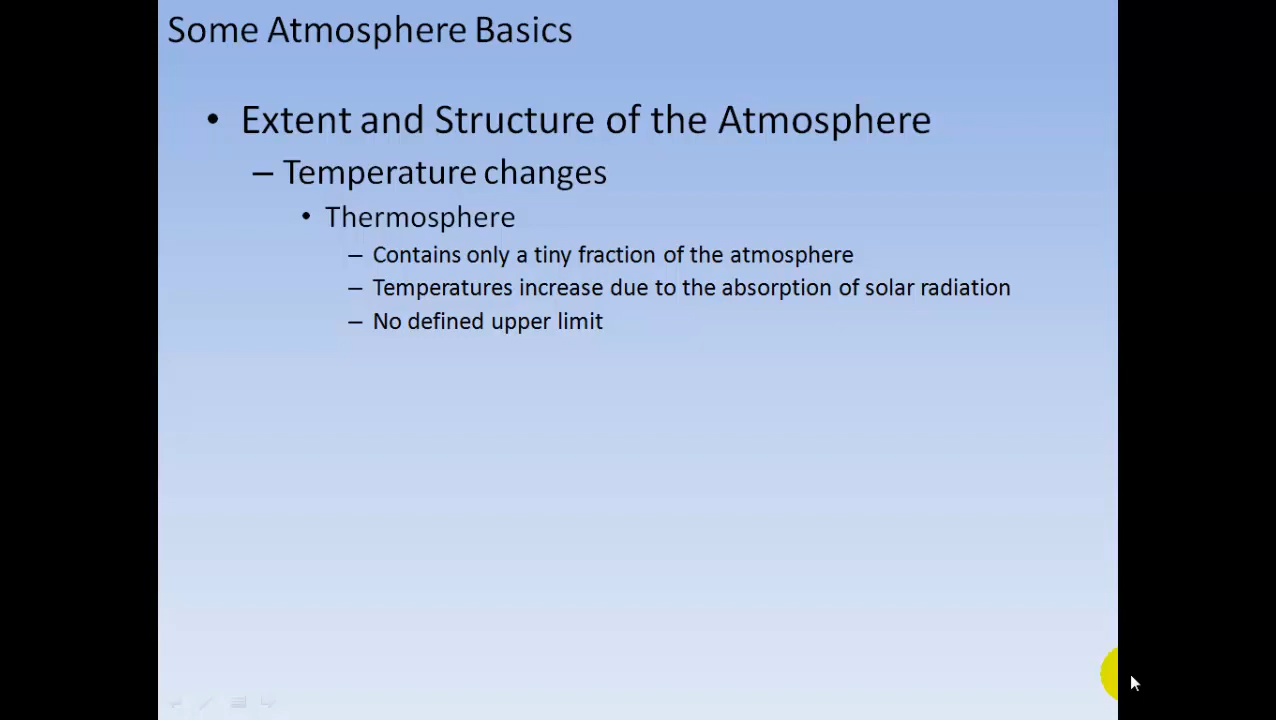 Some Atmosphere Basics
• Extent and Structure of the Atmosphere
– Temperature changes
• Thermosphere
– Contains only a tiny fraction of the atmosphere
– Temperatures increase due to the absorption of solar radiation
– No defined upper limit